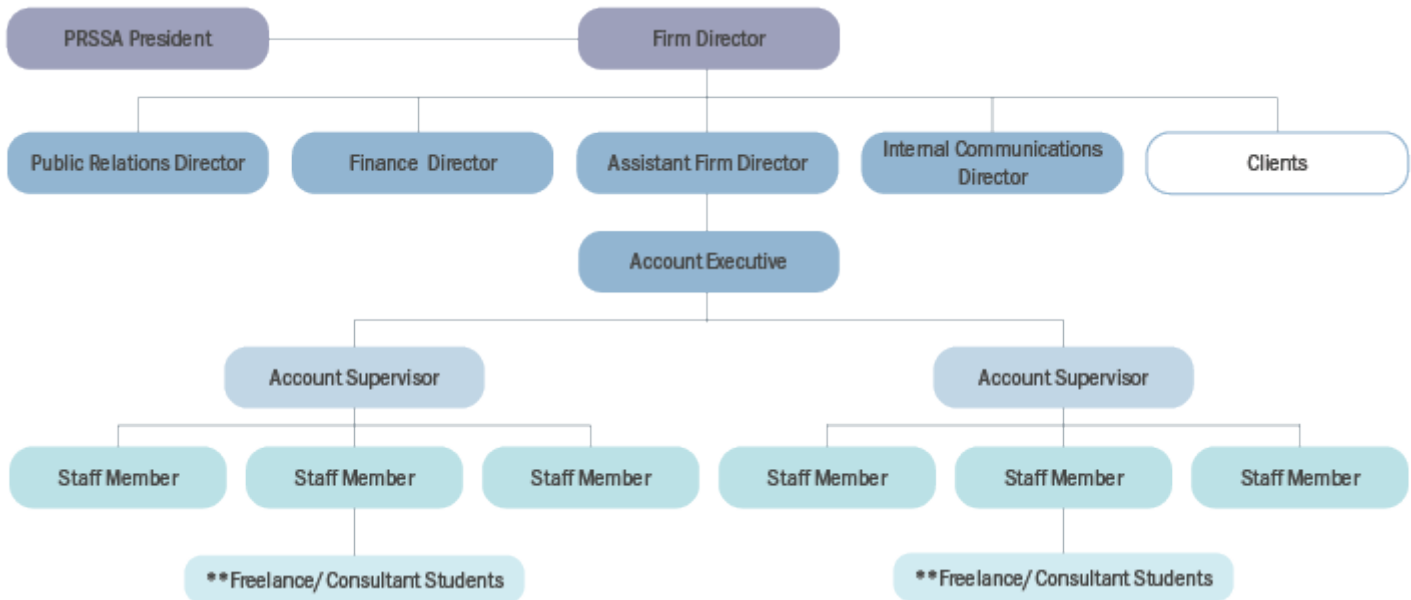 PRSSA President
Firm Director
Public Relations Director
Finance Director
Assistant Firm Director
Internal Communications
Director
Clients
Account Executive
Account Supervisor
Account Supervisor
Staff Member
Staff Member
Staff Member
Staff Member
Staff Member
Staff Member
**Freelance/ Consultant Students
**Freelance/ Consultant Students